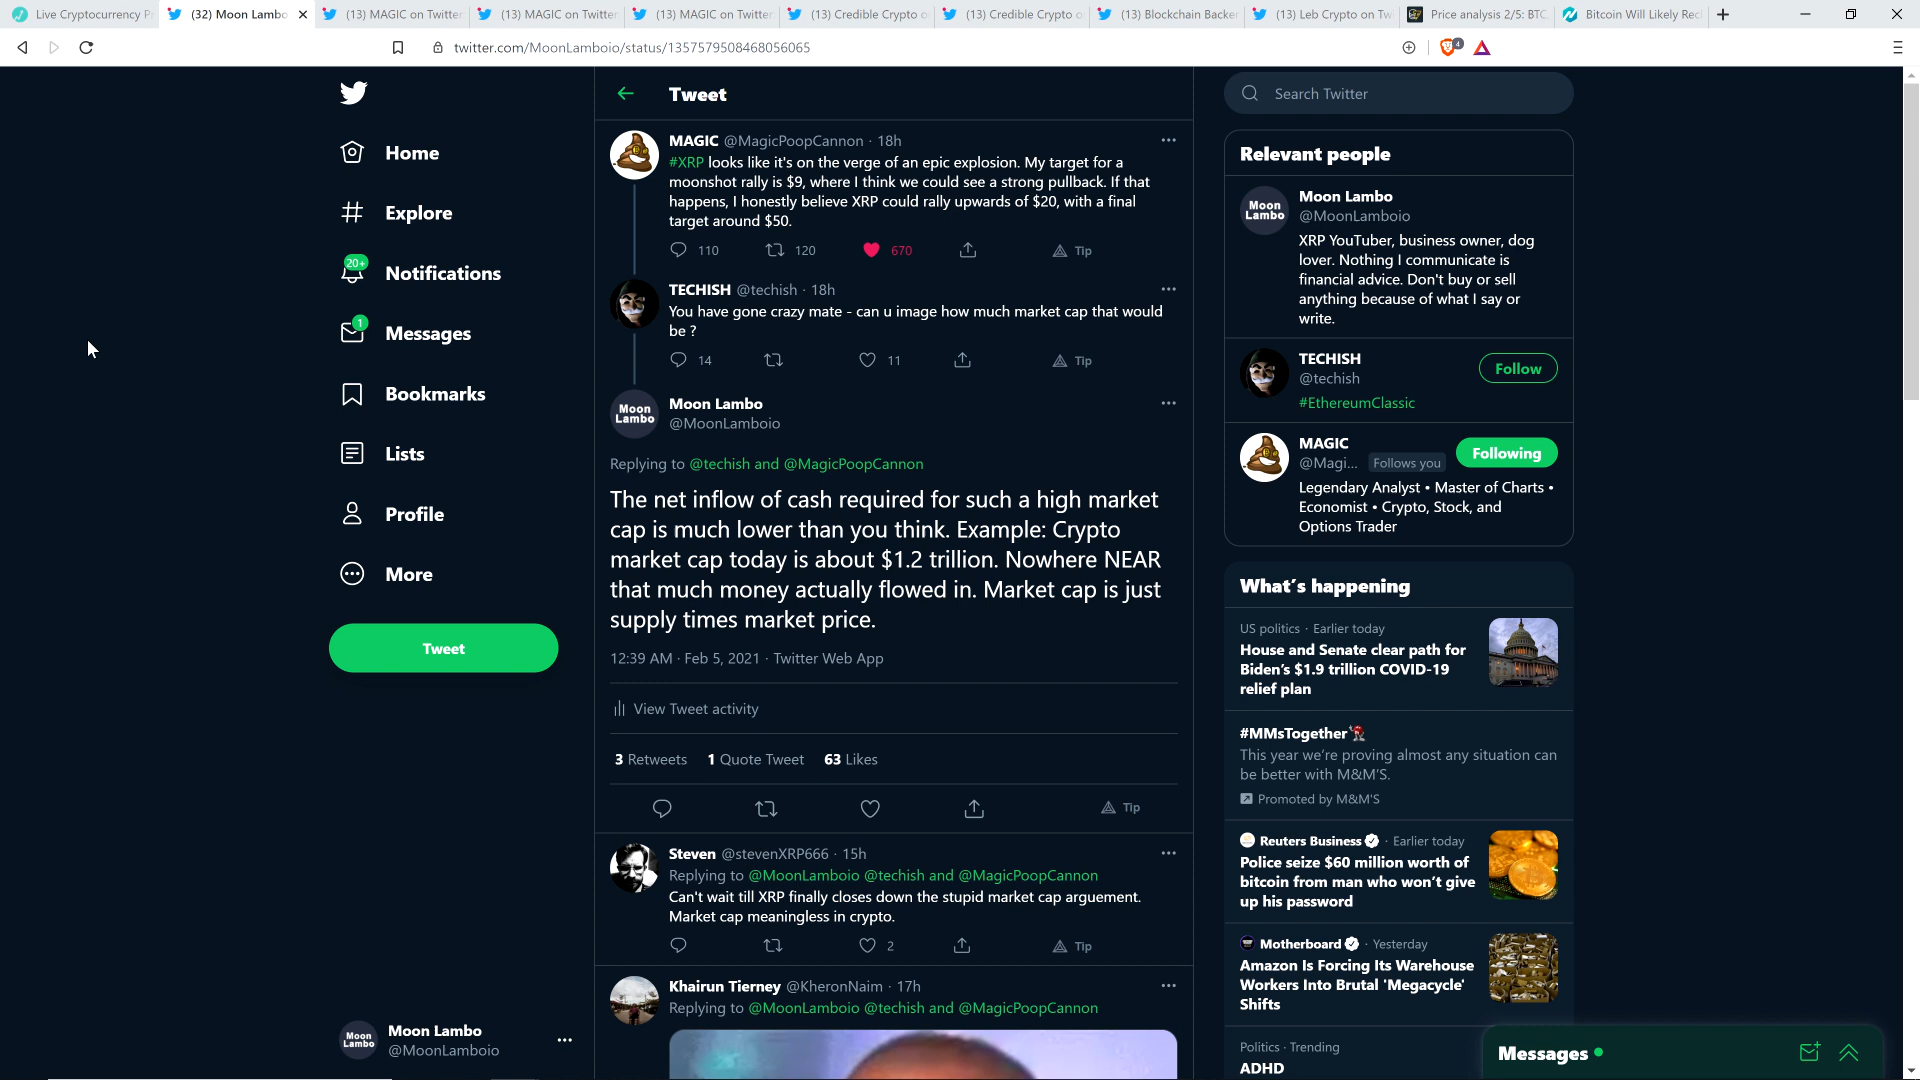 Live Cryptocurrency P
(32) Moon Lambo
(13) MAGIC on Twitter
(13) MAGIC on Twitter
(13) MAGIC on Twitter
(13) Credible Crypto o
(13) Credible Crypto o
(13) Blockchain Backer
(13) Leb Crypto on Tw
Price analysis 2/5: BTC,
Bitcoin Will Likely Rec
twitter.com/MoonLamboio/status/1357579508468056065
4
Home
Explore
20+
Notifications
1
Messages
Bookmarks
Lists
Profile
More
Tweet
Moon Lambo
Moon Lambo
@MoonLamboio
Tweet
MAGIC @MagicPoopCannon · 18h
#XRP looks like it's on the verge of an epic explosion. My target for a
moonshot rally is $9, where I think we could see a strong pullback. If that
happens, I honestly believe XRP could rally upwards of $20, with a final
target around $50.
110 120 670 Tip
TECHISH @techish · 18h
You have gone crazy mate - can u image how much market cap that would
be ?
14 11 Tip
Moon
Lambo
Moon Lambo
@MoonLamboio
Replying to @techish and @MagicPoopCannon
The net inflow of cash required for such a high market
cap is much lower than you think. Example: Crypto
market cap today is about $1.2 trillion. Nowhere NEAR
that much money actually flowed in. Market cap is just
supply times market price.
12:39 AM · Feb 5, 2021 · Twitter Web App
View Tweet activity
3 Retweets 1 Quote Tweet 63 Likes
Tip
Steven @stevenXRP666 · 15h
Replying to @MoonLamboio @techish and @MagicPoopCannon
Can't wait till XRP finally closes down the stupid market cap arguement.
Market cap meaningless in crypto.
2 Tip
Khairun Tierney @KheronNaim · 17h
Replying to @MoonLamboio @techish and @MagicPoopCannon
Search Twitter
Relevant people
Moon
Lambo
Moon Lambo
@MoonLamboio
XRP YouTuber, business owner, dog
lover. Nothing I communicate is
financial advice. Don't buy or sell
anything because of what I say or
write.
TECHISH
@techish
Follow
#EthereumClassic
MAGIC
@Magi... Follows you
Following
Legendary Analyst • Master of Charts •
Economist • Crypto, Stock, and
Options Trader
What's happening
US politics · Earlier today
House and Senate clear path for
Biden's $1.9 trillion COVID-19
relief plan
#MMsTogether
This year we're proving almost any situation can
be better with M&M'S.
Promoted by M&M'S
Reuters Business · Earlier today
Police seize $60 million worth of
bitcoin from man who won't give
up his password
Motherboard · Yesterday
Amazon Is Forcing Its Warehouse
Workers Into Brutal 'Megacycle'
Shifts
Politics · Trending
ADHD
Messages